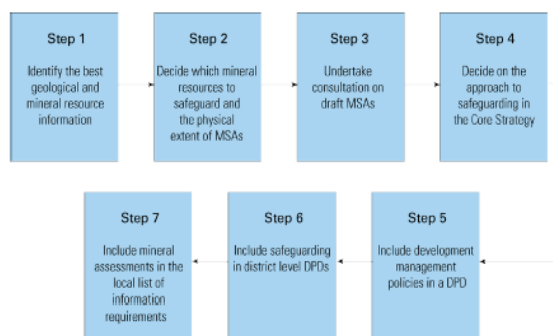 Step 1
Identify the best
geological and
mineral resource
information
Step 2
Decide which mineral
resources to
safeguard and
the physical
extent of MSAs
Step 3
Undertake
consultation on
draft MSAs
Step 4
Decide on the
approach to
safeguarding in
the Core Strategy
Step 7
Include mineral
assessments in the
local list of
information
requirements
Step 6
Include safeguarding
in district level DPDs
Step 5
Include development
management
policies in a DPD